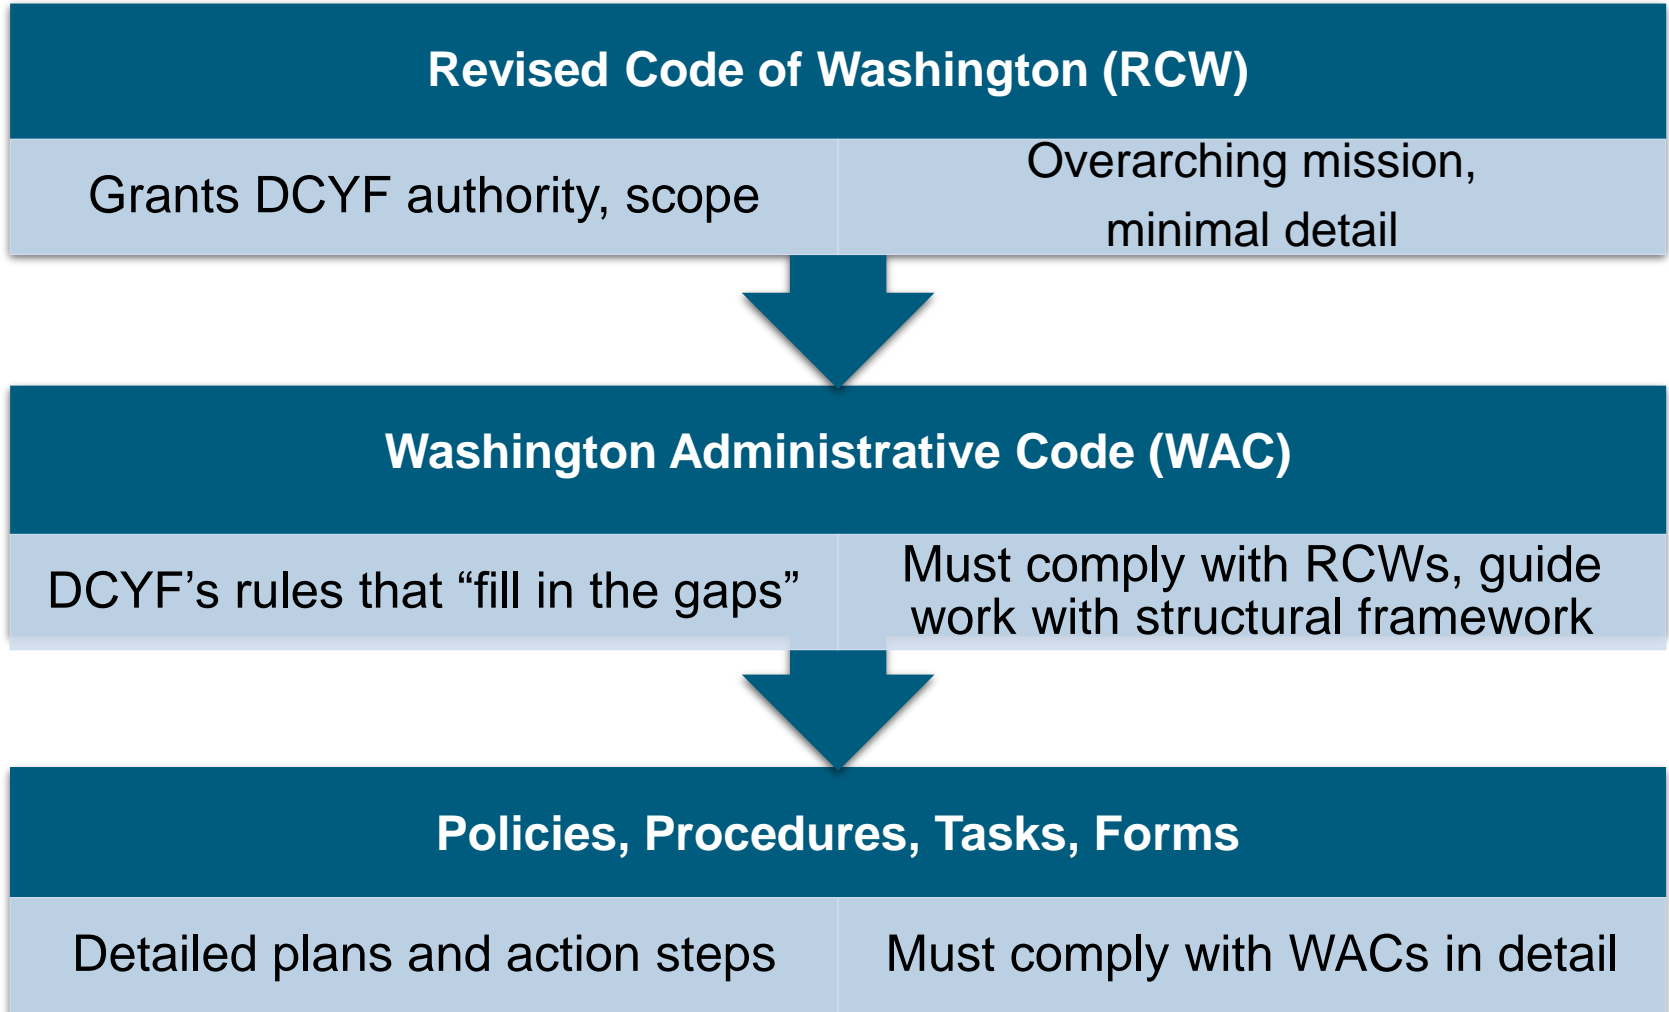 Revised Code of Washington (RCW)
Grants DCYF authority, scope
Overarching mission,
minimal detail
Washington Administrative Code (WAC)
DCYF’s rules that “fill in the gaps”
Must comply with RCWs, guide
work with structural framework
Policies, Procedures, Tasks, Forms
Detailed plans and action steps
Must comply with WACs in detail